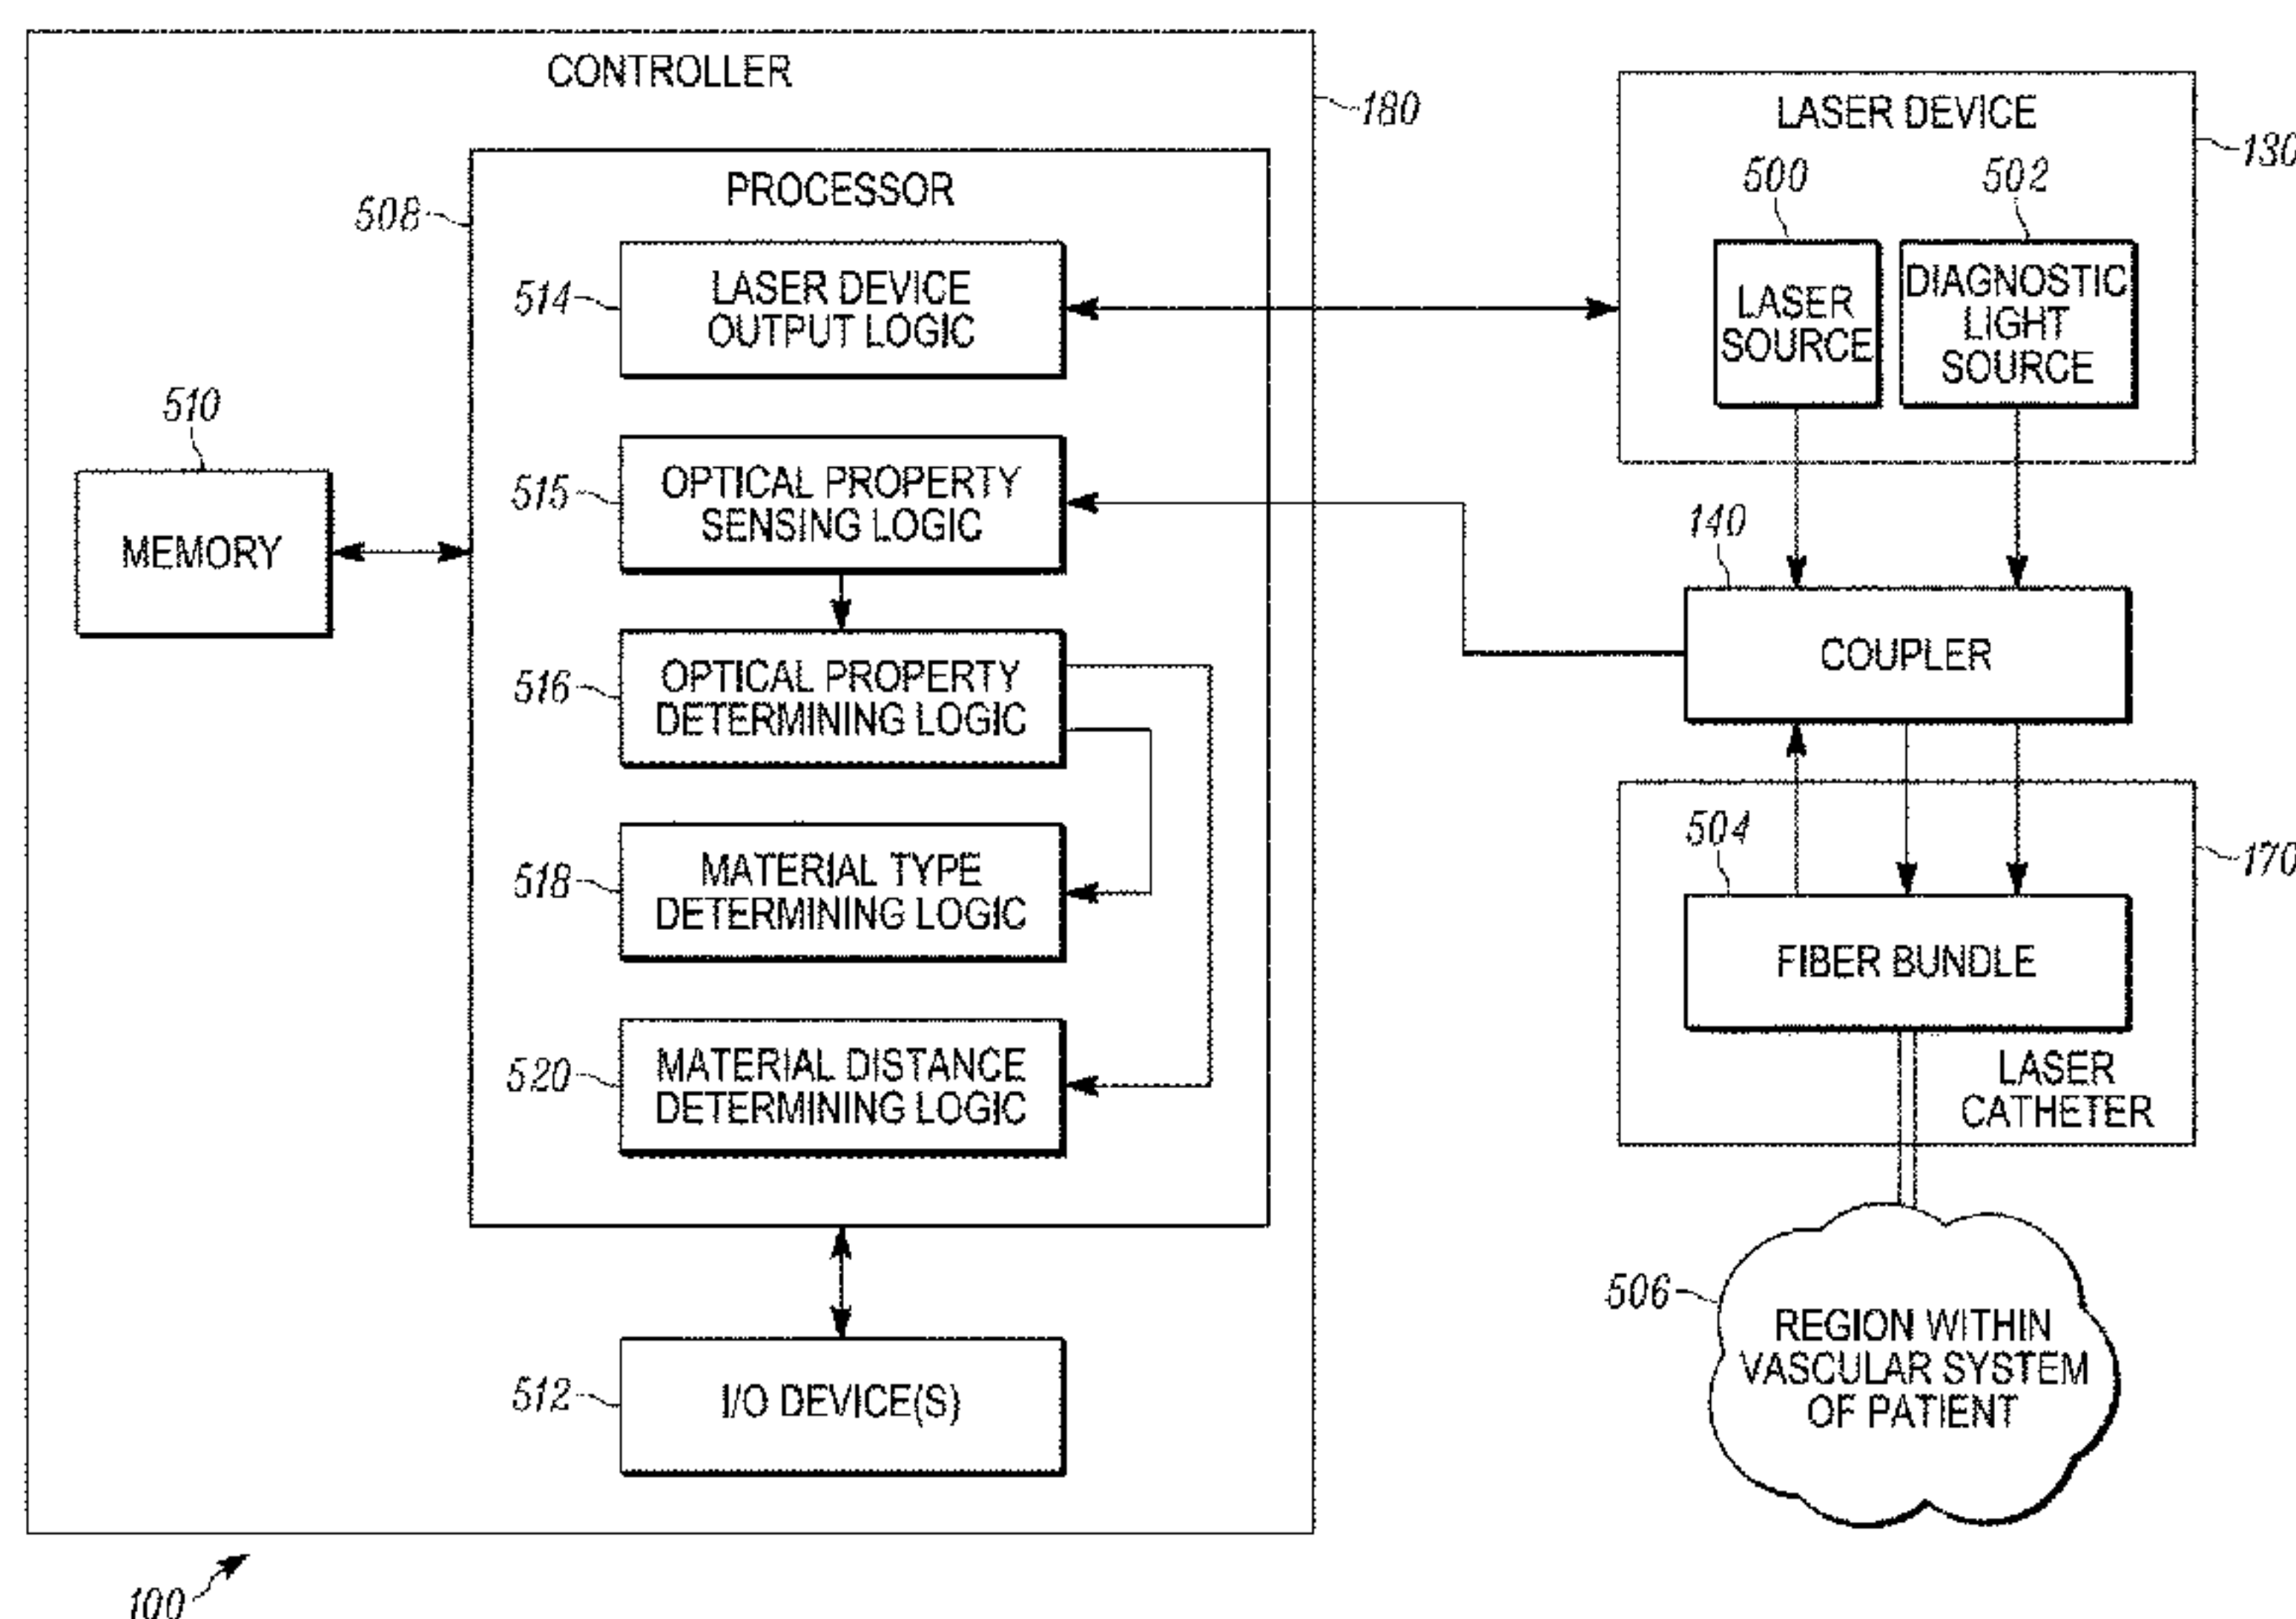 CONTROLLER
180
PROCESSOR
508
514
LASER DEVICE
OUTPUT LOGIC
510
MEMORY
515
OPTICAL PROPERTY
SENSING LOGIC
516
OPTICAL PROPERTY
DETERMINING LOGIC
518
MATERIAL TYPE
DETERMINING LOGIC
520
MATERIAL DISTANCE
DETERMINING LOGIC
512
I/O DEVICE(S)
100
LASER DEVICE
130
500
502
LASER
SOURCE
DIAGNOSTIC
LIGHT
SOURCE
140
COUPLER
504
170
FIBER BUNDLE
LASER
CATHETER
506
REGION WITHIN
VASCULAR SYSTEM
OF PATIENT